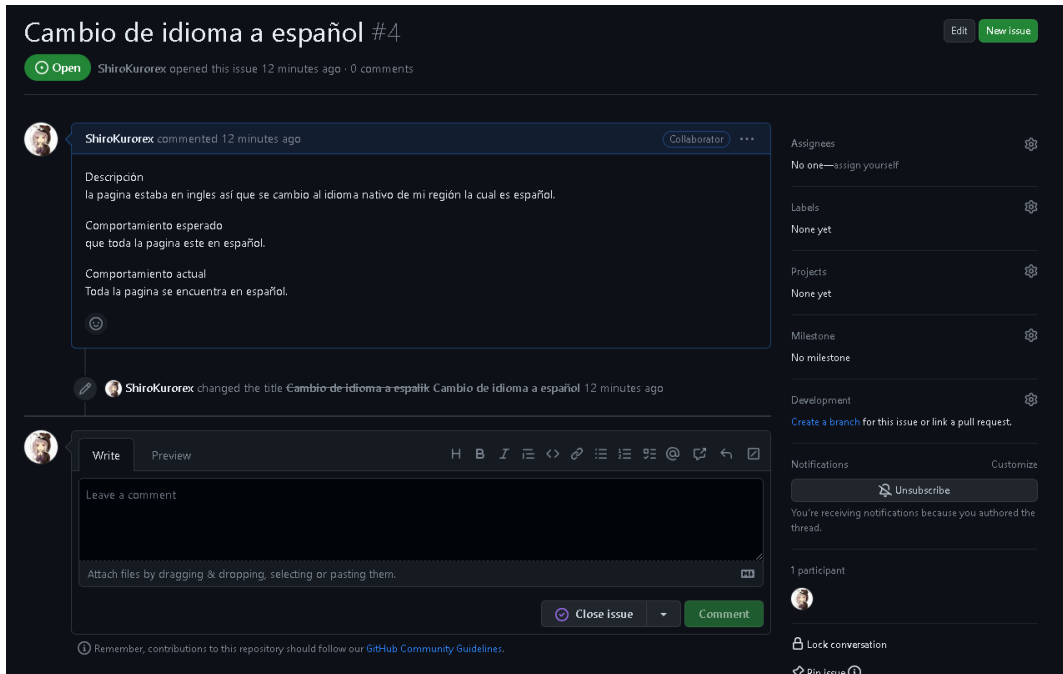 Cambio de idioma a español #4
Edit
New issue
Open
ShiroKurorex opened this issue 12 minutes ago · 0 comments
ShiroKurorex commented 12 minutes ago
Collaborator
Descripción
la pagina estaba en ingles así que se cambio al idioma nativo de mi región la cual es español.
Comportamiento esperado
que toda la pagina este en español.
Comportamiento actual
Toda la pagina se encuentra en español.
ShiroKurorex changed the title Cambio de idioma a espalik Cambio de idioma a español 12 minutes ago
Write
Preview
Leave a comment
Attach files by dragging & dropping, selecting or pasting them.
Close issue
Comment
Remember, contributions to this repository should follow our GitHub Community Guidelines.
Assignees
No one—assign yourself
Labels
None yet
Projects
None yet
Milestone
No milestone
Development
Create a branch for this issue or link a pull request.
Notifications
Customize
Unsubscribe
You're receiving notifications because you authored the
thread.
1 participant
Lock conversation
Pin issue